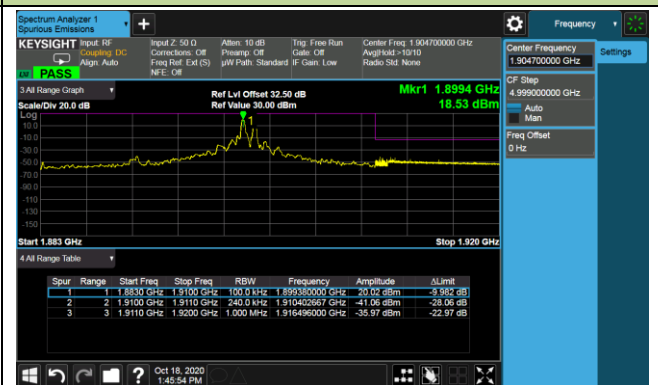 Spectrum Analyzer 1
Spurious Emissions
+
Frequency
KEYSIGHT Input: RF Input Z: 50 Ω Atten: 10 dB Trig: Free Run Center Freq: 1.904700000 GHz
Coupling: DC Corrections: Off Preamp: Off Gate: Off Avg|Hold:>10/10
Align: Auto Freq Ref: Ext (S) µW Path: Standard IF Gain: Low Radio Std: None
NFE: Off
PASS
Center Frequency
1.904700000 GHz
Settings
CF Step
4.999000000 GHz
Auto
Man
Freq Offset
0 Hz
3 All Range Graph
Scale/Div 20.0 dB
Ref Lvl Offset 32.50 dB
Ref Value 30.00 dBm
Mkr1 1.8994 GHz
18.53 dBm
Log
10.0
-10.0
-30.0
-50.0
-70.0
-90.0
-110
-130
-150
1
Start 1.883 GHz Stop 1.920 GHz
4 All Range Table
Spur Range Start Freq Stop Freq RBW Frequency Amplitude ΔLimit
1 1 1.8830 GHz 1.9100 GHz 100.0 kHz 1.899380000 GHz 20.02 dBm -9.982 dB
2 2 1.9100 GHz 1.9110 GHz 240.0 kHz 1.910402667 GHz -41.06 dBm -28.06 dB
3 3 1.9110 GHz 1.9200 GHz 1.000 MHz 1.916496000 GHz -35.97 dBm -22.97 dB
?
Oct 18, 2020
1:45:54 PM